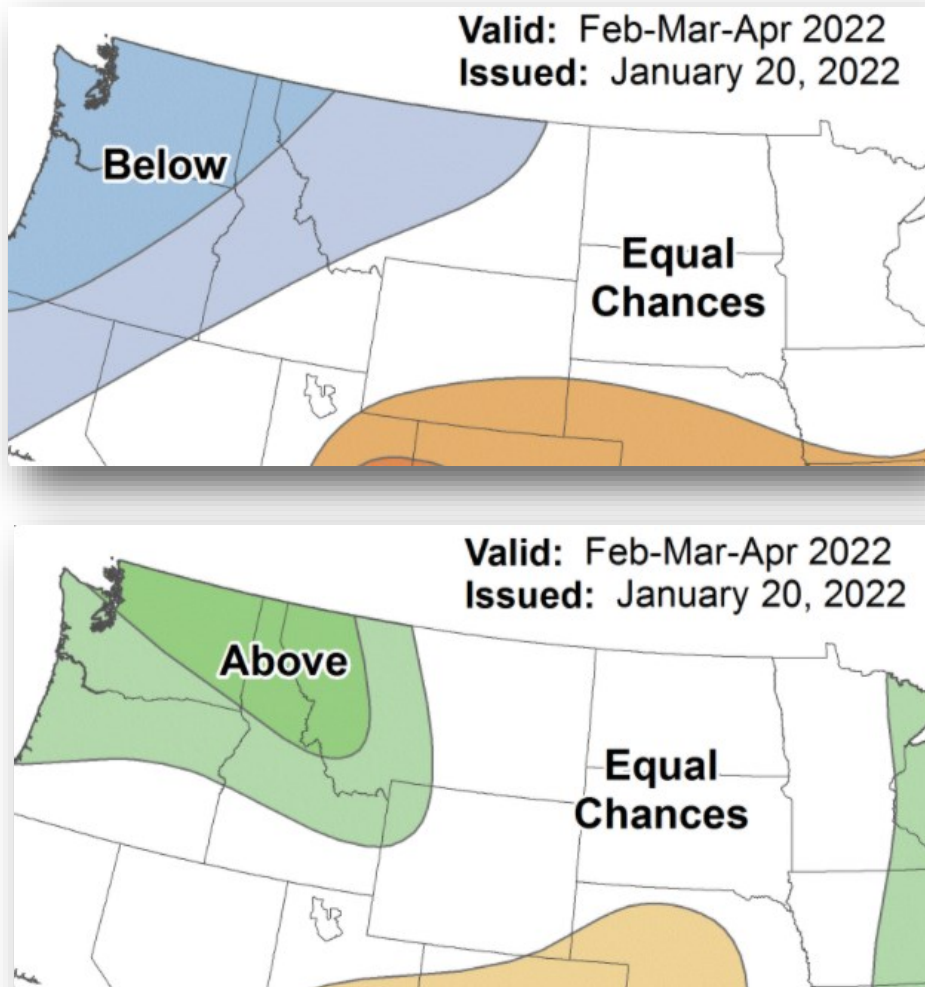 Valid: Feb-Mar-Apr 2022
Issued: January 20, 2022
Below
Equal
Chances
Valid: Feb-Mar-Apr 2022
Issued: January 20, 2022
Above
Equal
Chances